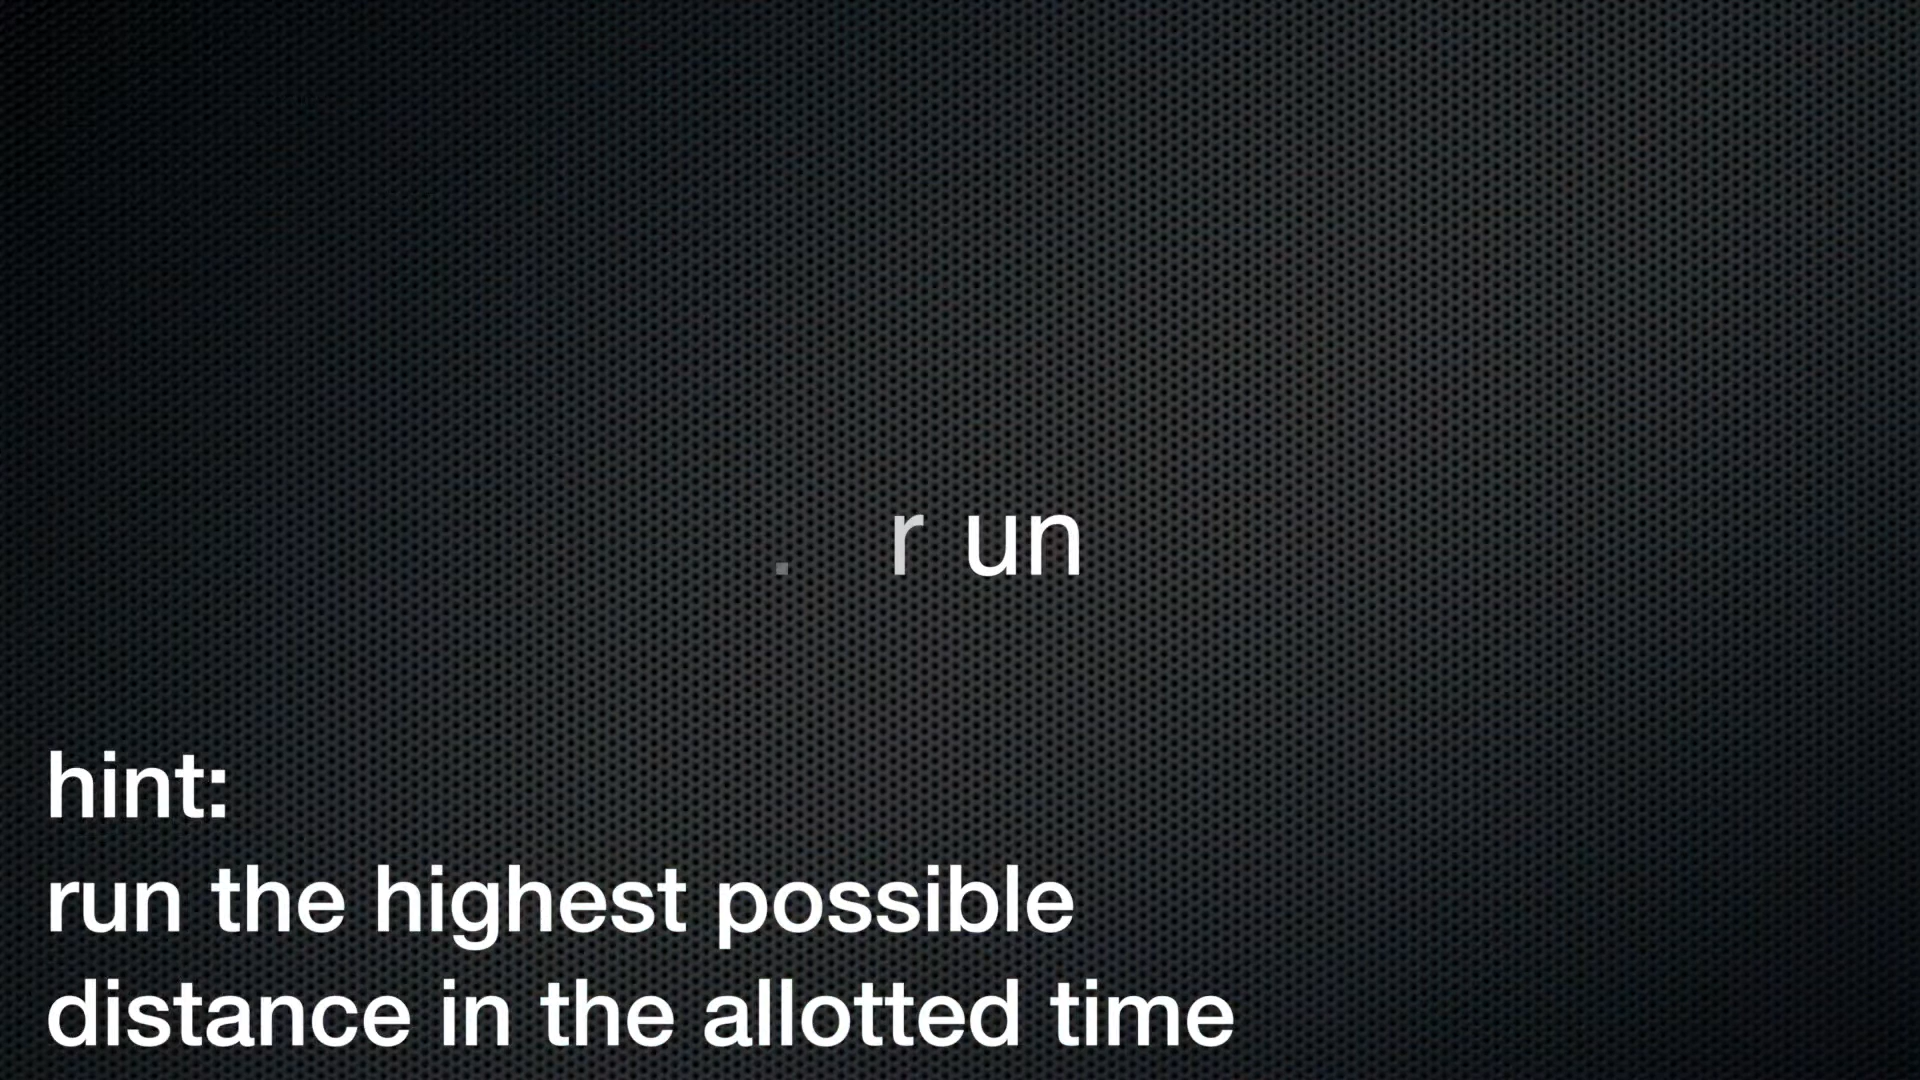 . r un
hint:
run the highest possible
distance in the allotted time